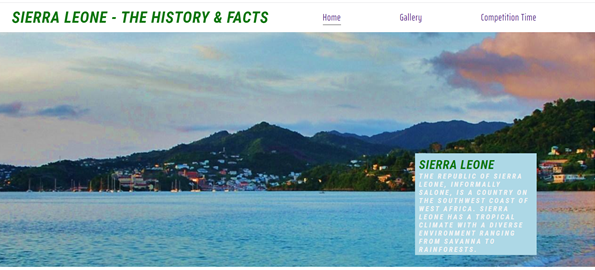 SIERRA LEONE - THE HISTORY & FACTS
Home
Gallery
Competition Time
SIERRA LEONE
THE REPUBLIC OF SIERRA
LEONE, INFORMALLY
SALONE, IS A COUNTRY ON
THE SOUTHWEST COAST OF
WEST AFRICA. SIERRA
LEONE HAS A TROPICAL
CLIMATE WITH A DIVERSE
ENVIRONMENT RANGING
FROM SAVANNA TO
RAINFORESTS.